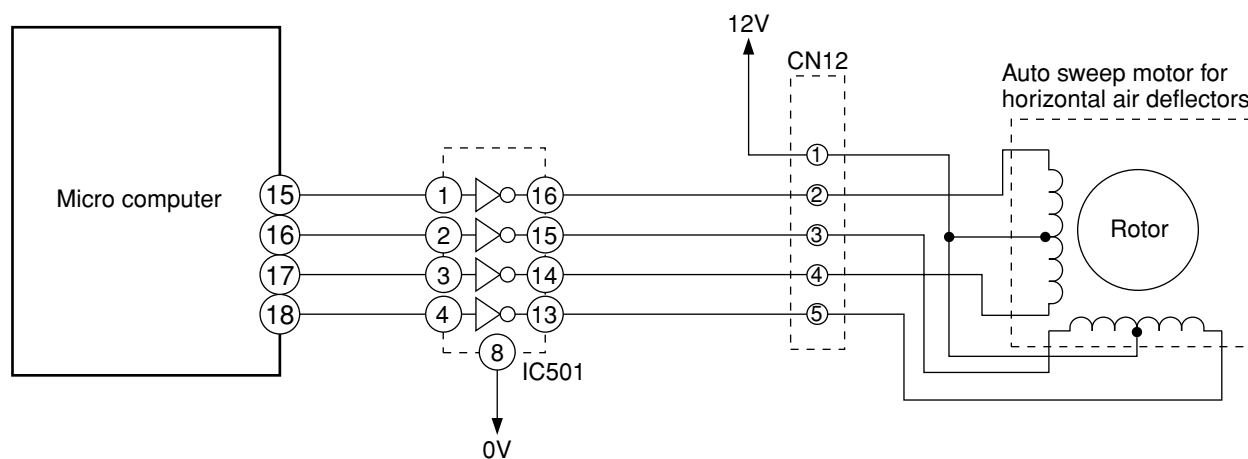 12V
CN12
Auto sweep motor for
horizontal air deflectors
Micro computer
15
16
17
18
1
2
3
4
16
15
14
13
8
IC501
0V
1
2
3
4
5
Rotor